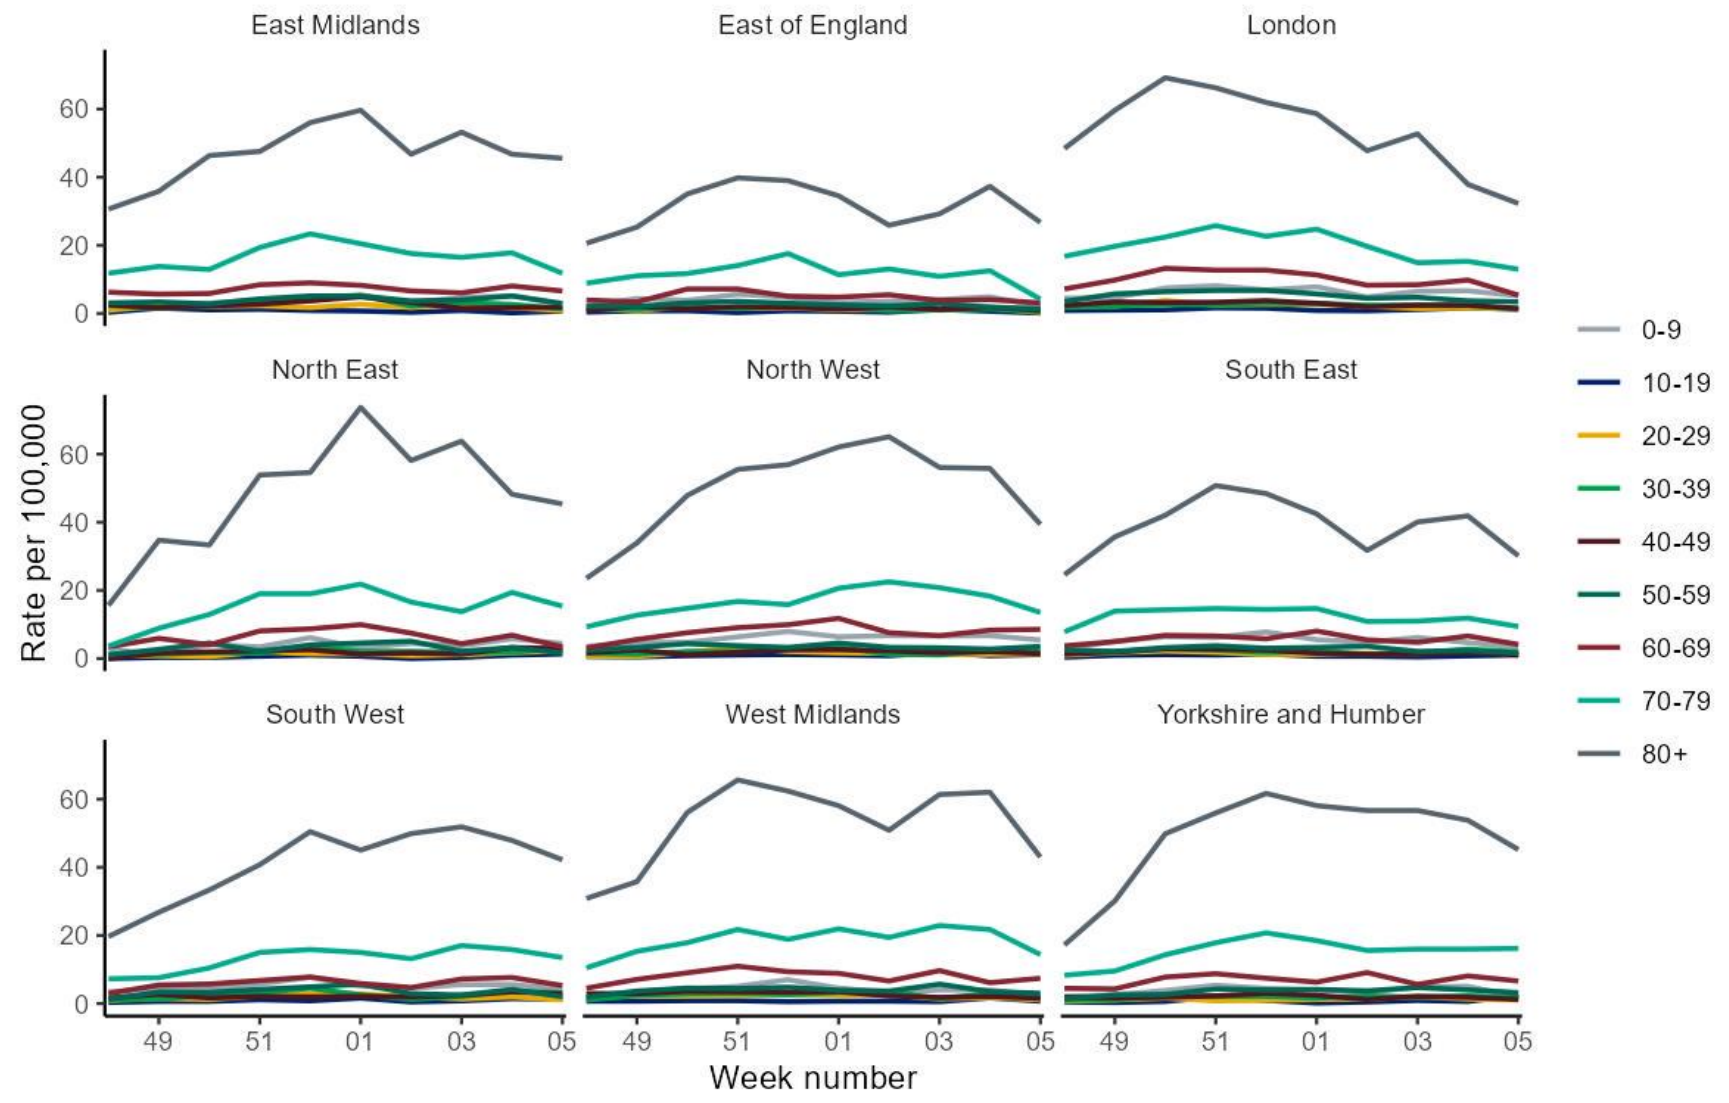 East Midlands
East of England
London
60
40
20
0
North East
North West
South East
60
40
20
0
Rate per 100,000
South West
West Midlands
Yorkshire and Humber
60
40
20
0
49 51 01 03 05
49 51 01 03 05
49 51 01 03 05
Week number
0-9
10-19
20-29
30-39
40-49
50-59
60-69
70-79
80+